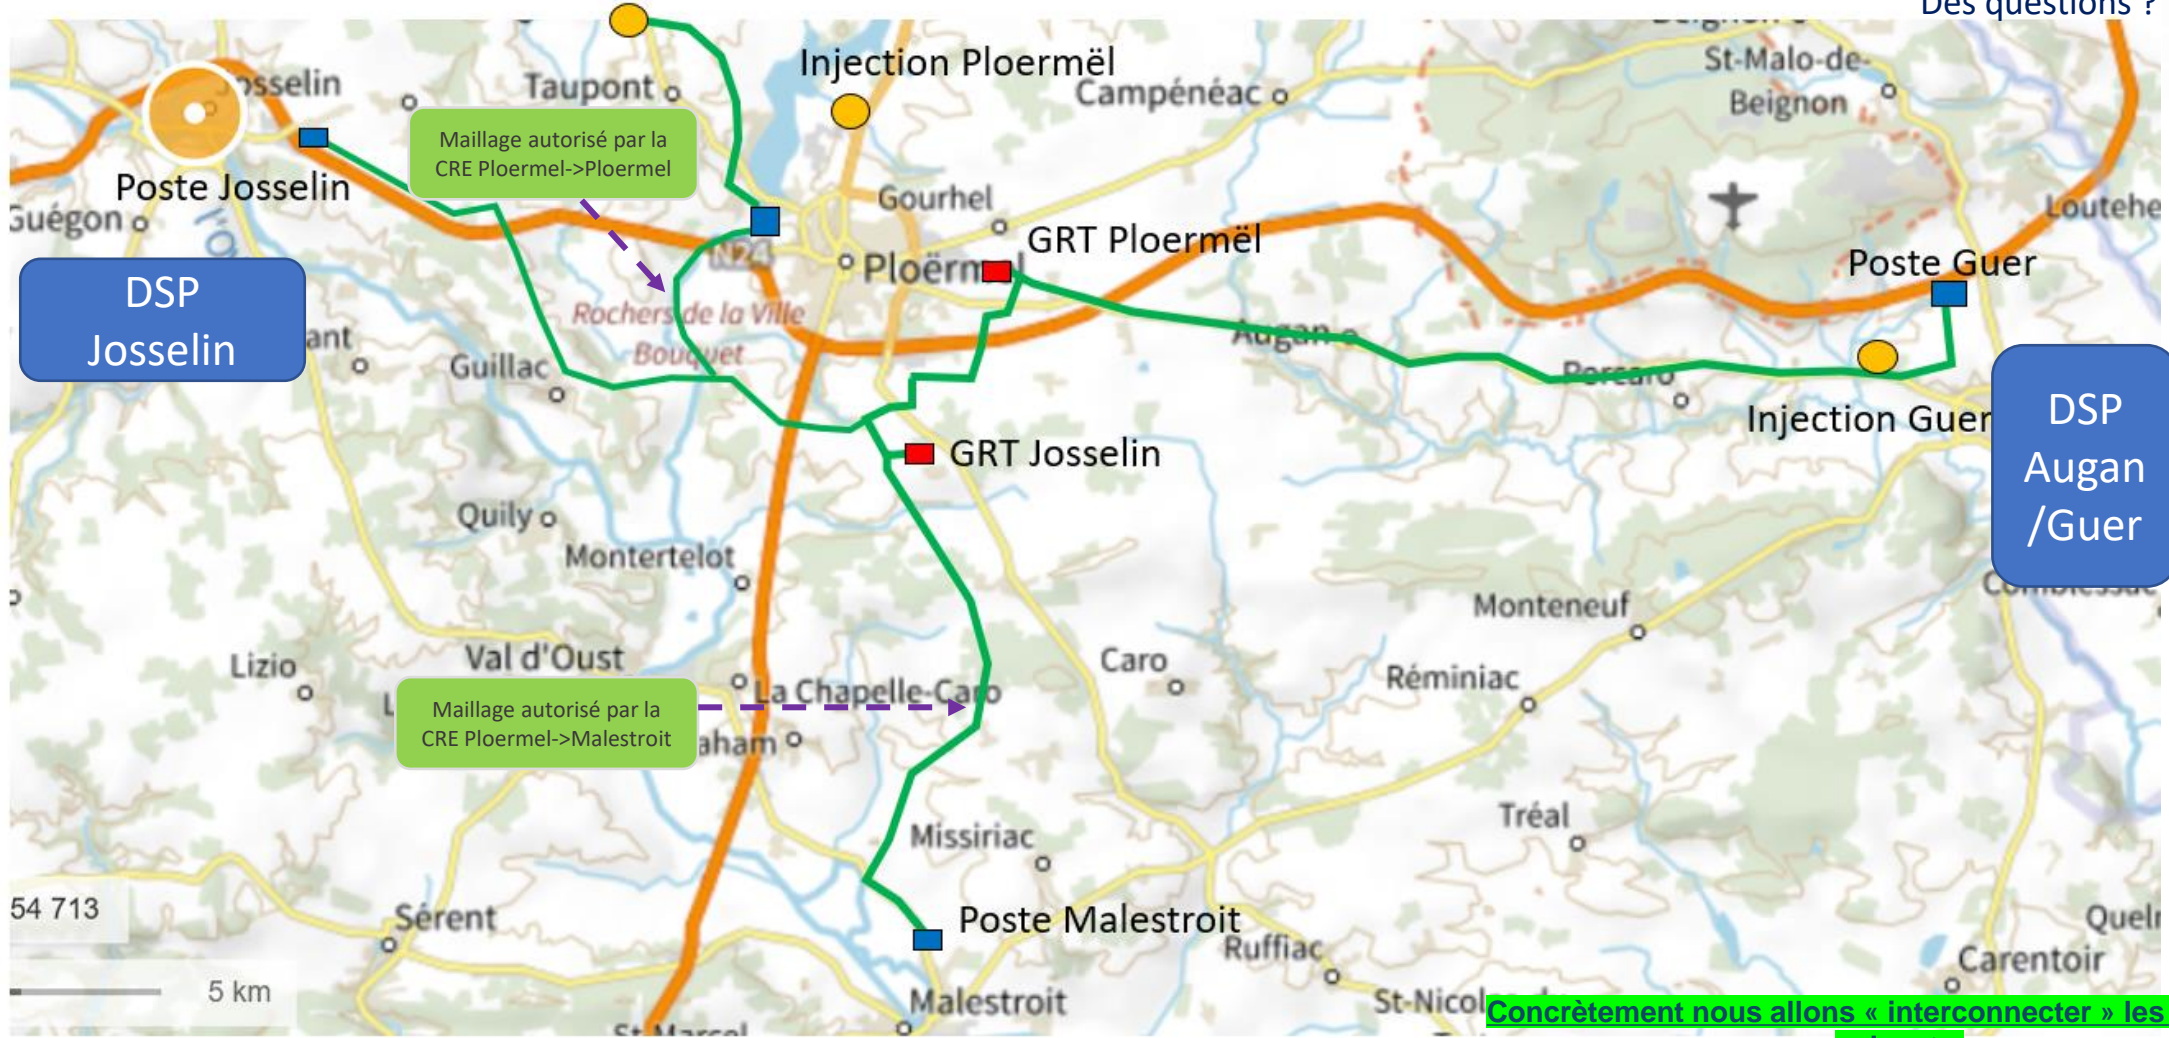 Des questions ?
Injection Ploermël
St-Malo-de-
Beignon
Taupont
Campénéac
Maillage autorisé par la
CRE Ploermel->Ploermel
Poste Josselin
Guégon
Gourhel
GRT Ploermël
Loutehe
Poste Guer
N24
DSP
Josselin
Rochers de la Ville
Bouquet
Augan
ant
Guillac
Porcaro
Injection Guer
DSP
Augan
/Guer
GRT Josselin
Quily
Montertelot
Monteneuf
Lizio
Val d'Oust
La Chapelle-Caro
Caro
Réminiac
Maillage autorisé par la
CRE Ploermel->Malestroit
aham
Missiriac
Tréal
54 713
Sérent
Poste Malestroit
Ruffiac
Quelr
Carentoir
5 km
Malestroit
Concrètement nous allons « interconnecter » les